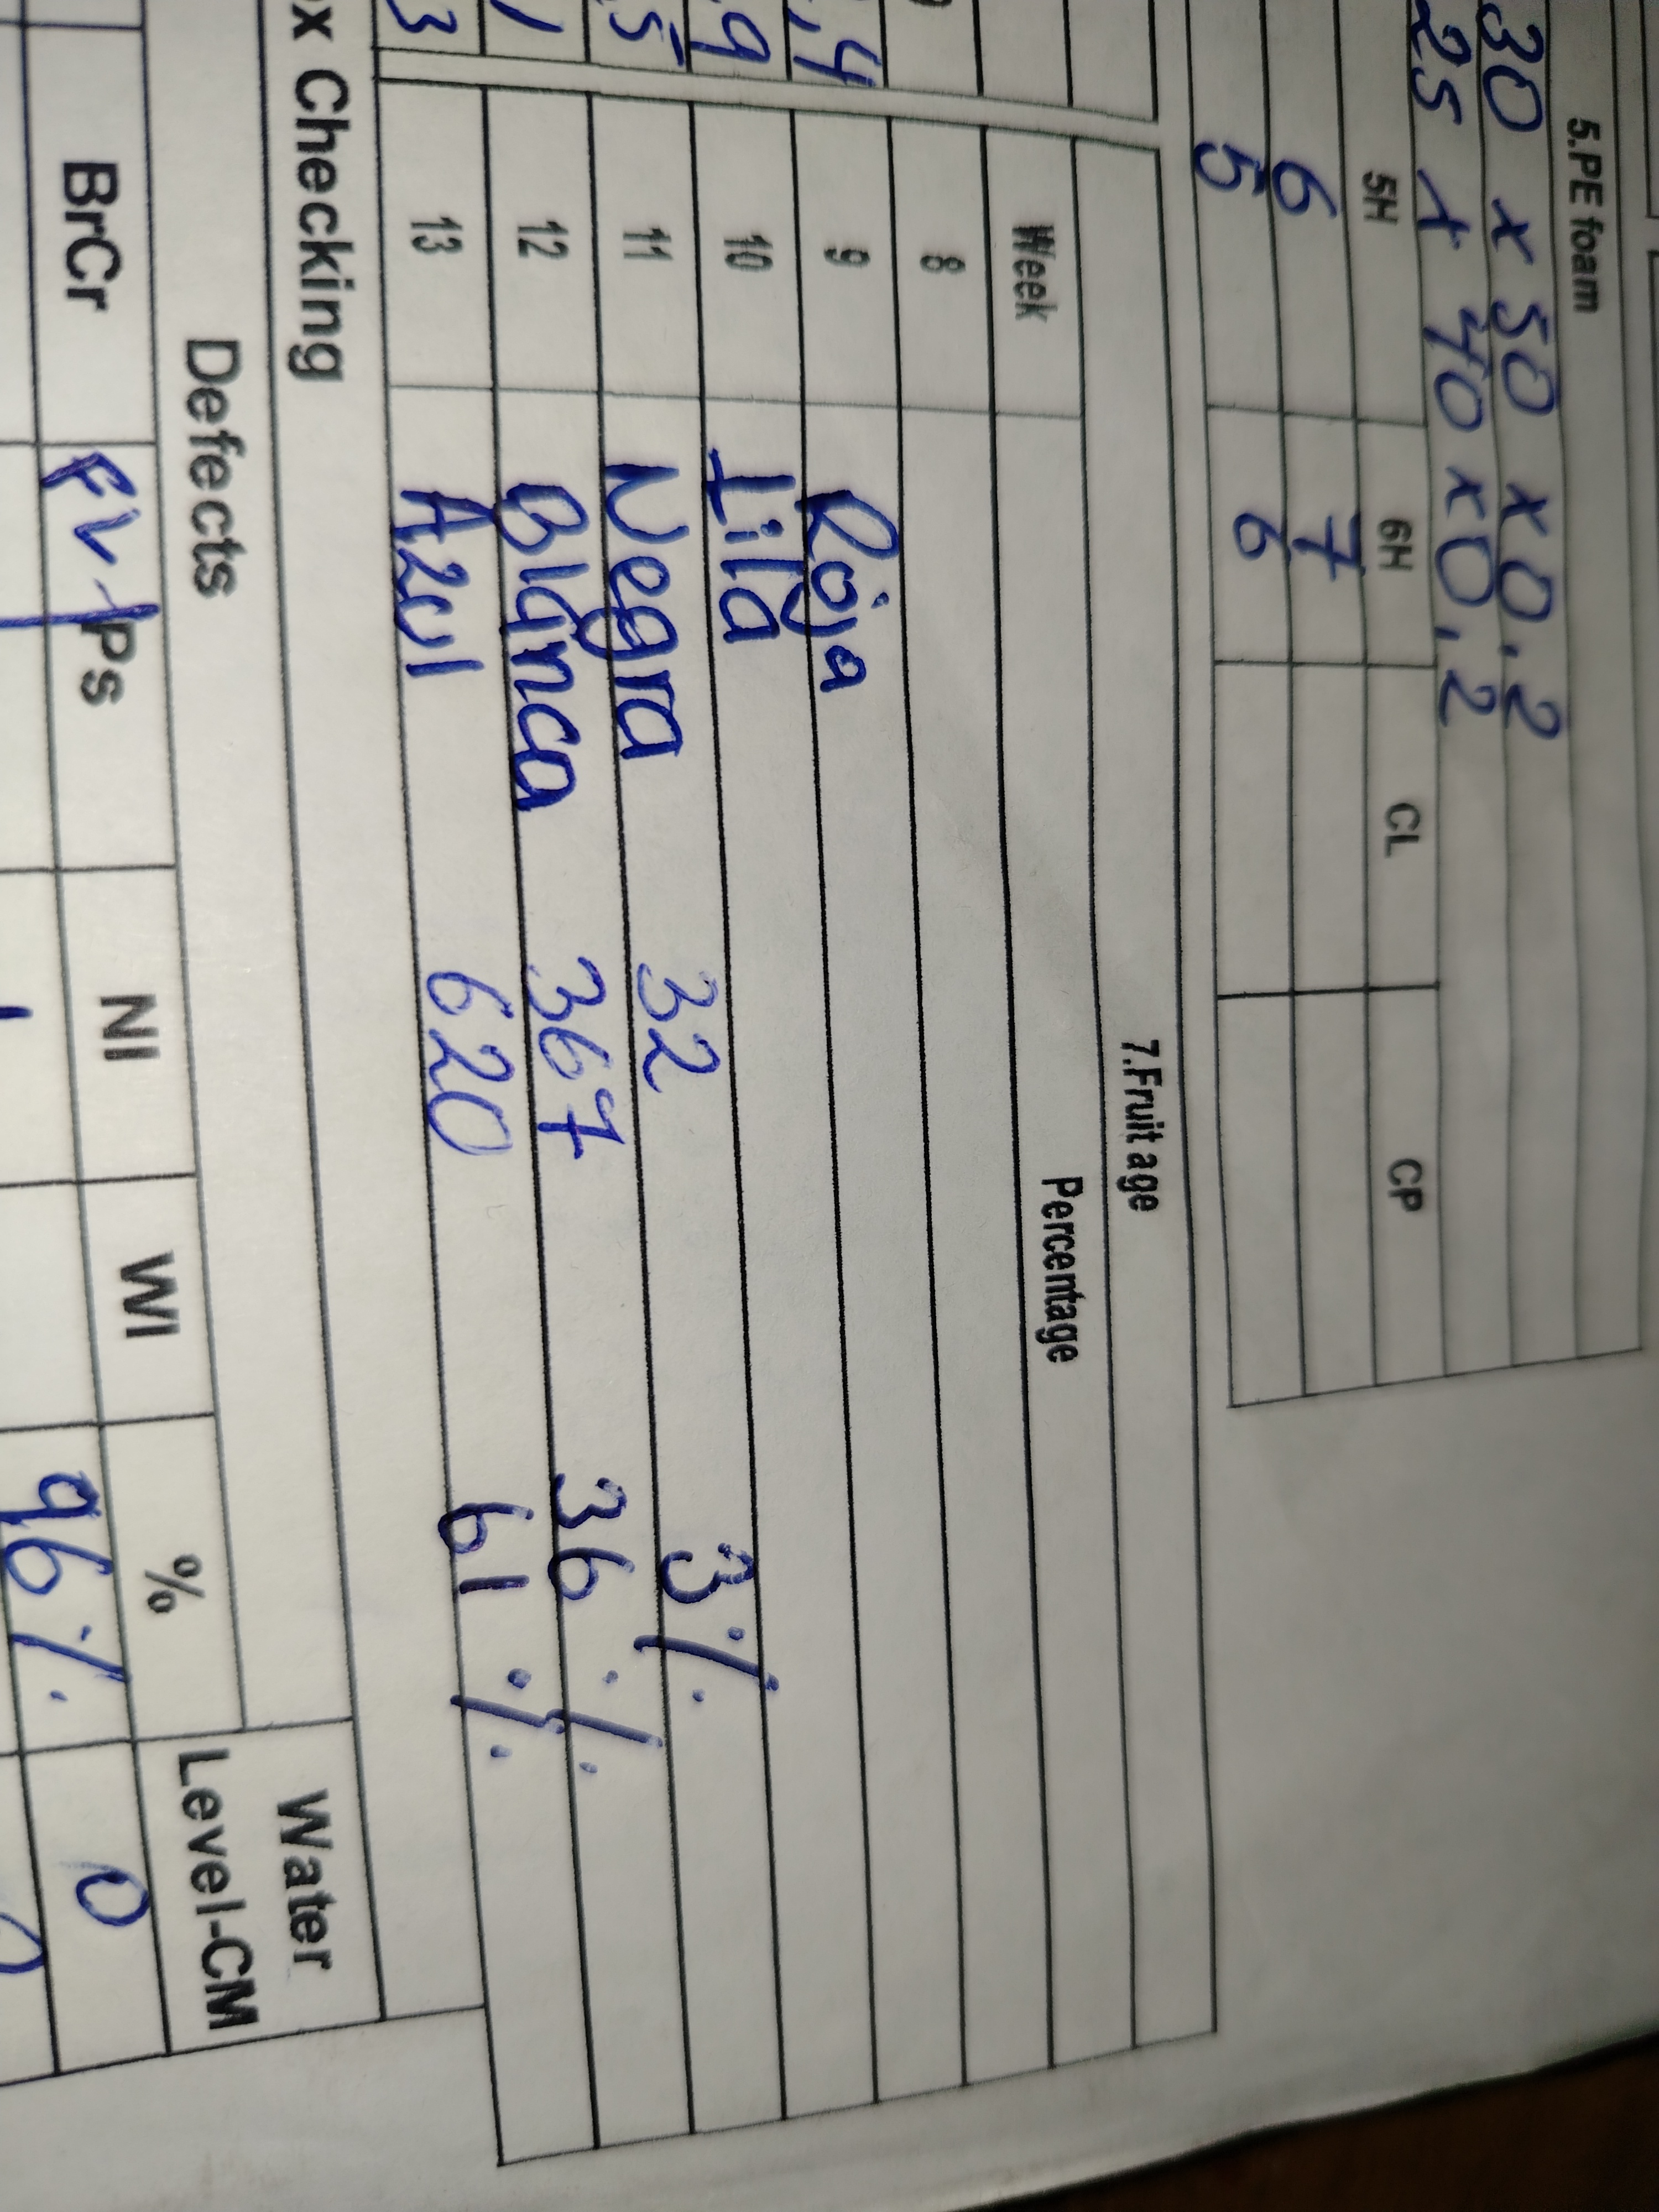 5.PE foam
30 x 50 x 0.2
25 x 40 x 0,2
5H 6H CL CP
6 7
5 6
7.Fruit age
Week Percentage
8
,4 9 Roja
,9 10 Lila
,5 11 Negra 32 3%
1 12 Blanca 367 36%
3 13 Azul 620 61%
x Checking
Defects Water Level-CM
BrCr Ps NI WI %
96% 0